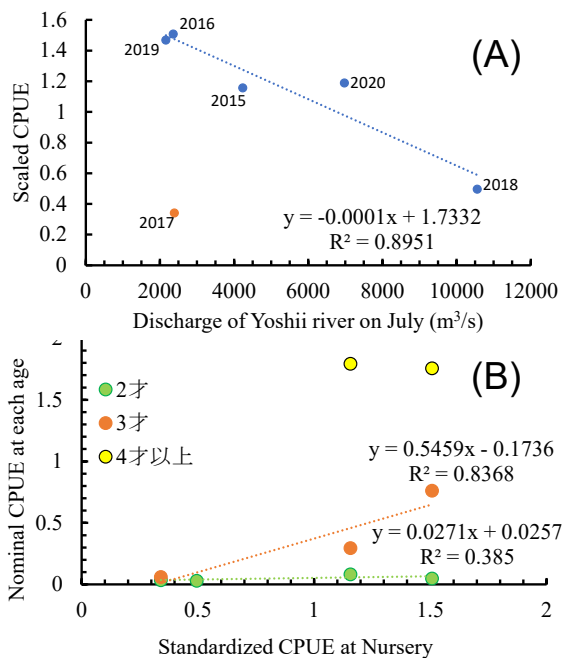 1.6
1.4
1.2
1
0.8
0.6
0.4
0.2
0
Scaled CPUE
(A)
2016
2019
2015
2020
2018
2017
y = -0.0001x + 1.7332
R² = 0.8951
0 2000 4000 6000 8000 10000 12000
Discharge of Yoshii river on July (m³/s)
2
1.5
1
0.5
0
Nominal CPUE at each age
(B)
2才
3才
4才以上
y = 0.5459x - 0.1736
R² = 0.8368
y = 0.0271x + 0.0257
R² = 0.385
0 0.5 1 1.5 2
Standardized CPUE at Nursery